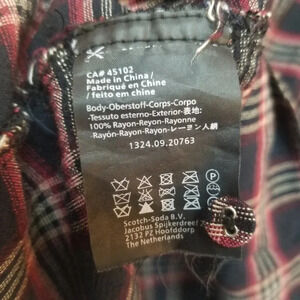 CA# 45102
Made in China /
Fabriqué en Chine /
/ feito em chine
Body-Oberstoff-Corps-Corpo
-Tessuto esterno-Exterior-表地:
100% Rayon-Reyon-Rayonne
-Rayon-Rayon-Rayon-レーヨン人絹
1324.09.20763
Scotch-Soda B.V.
Jacobus Spijkerdreef
2132 PZ Hoofddorp
The Netherlands